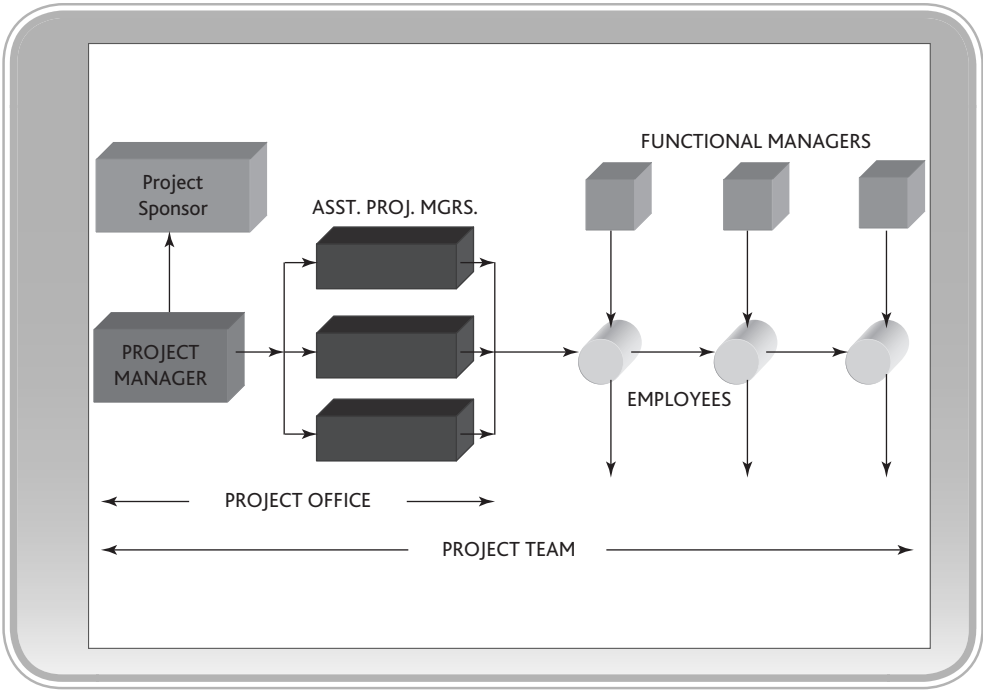 FUNCTIONAL MANAGERS
Project
Sponsor
ASST. PROJ. MGRS.
PROJECT
MANAGER
EMPLOYEES
PROJECT OFFICE
PROJECT TEAM